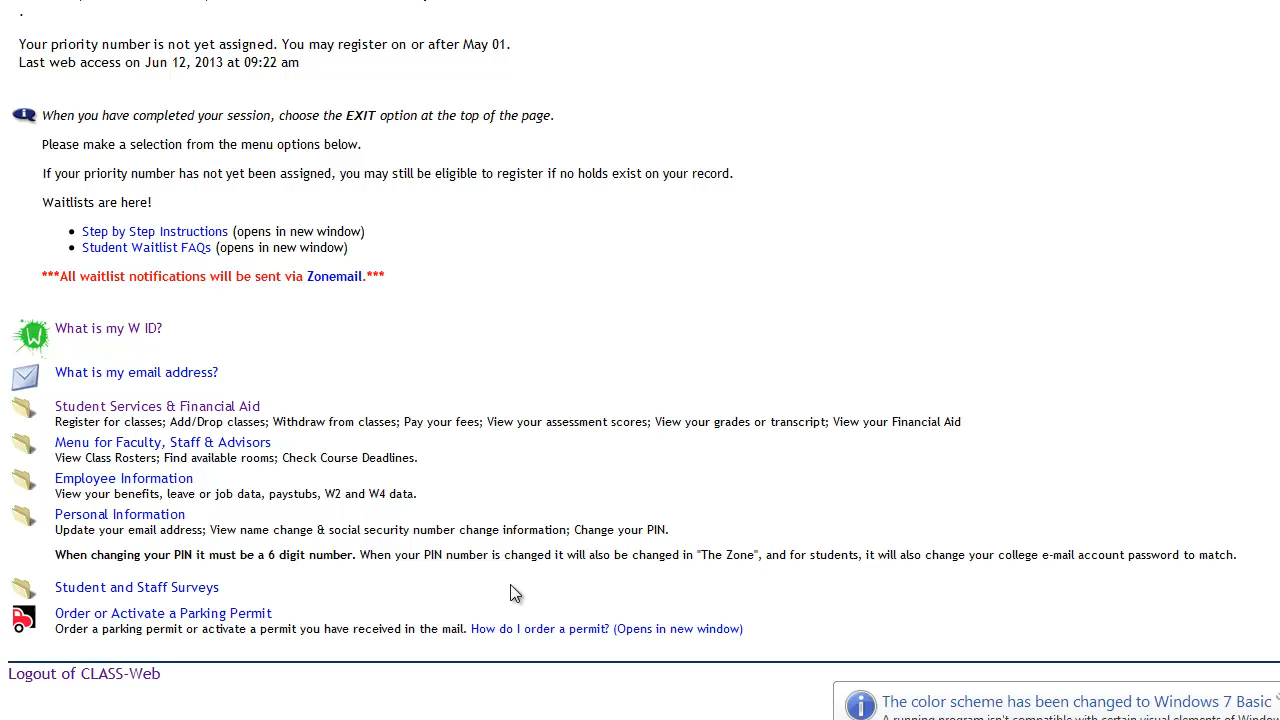 Your priority number is not yet assigned. You may register on or after May 01.
Last web access on Jun 12, 2013 at 09:22 am
When you have completed your session, choose the EXIT option at the top of the page.
Please make a selection from the menu options below.
If your priority number has not yet been assigned, you may still be eligible to register if no holds exist on your record.
Waitlists are here!
• Step by Step Instructions (opens in new window)
• Student Waitlist FAQs (opens in new window)
***All waitlist notifications will be sent via Zonemail.***
W What is my W ID?
What is my email address?
Student Services & Financial Aid
Register for classes; Add/Drop classes; Withdraw from classes; Pay your fees; View your assessment scores; View your grades or transcript; View your Financial Aid
Menu for Faculty, Staff & Advisors
View Class Rosters; Find available rooms; Check Course Deadlines.
Employee Information
View your benefits, leave or job data, paystubs, W2 and W4 data.
Personal Information
Update your email address; View name change & social security number change information; Change your PIN.
When changing your PIN it must be a 6 digit number. When your PIN number is changed it will also be changed in "The Zone", and for students, it will also change your college e-mail account password to match.
Student and Staff Surveys
Order or Activate a Parking Permit
Order a parking permit or activate a permit you have received in the mail. How do I order a permit? (Opens in new window)
Logout of CLASS-Web
The color scheme has been changed to Windows 7 Basic
A running program isn't compatible with certain visual elements of